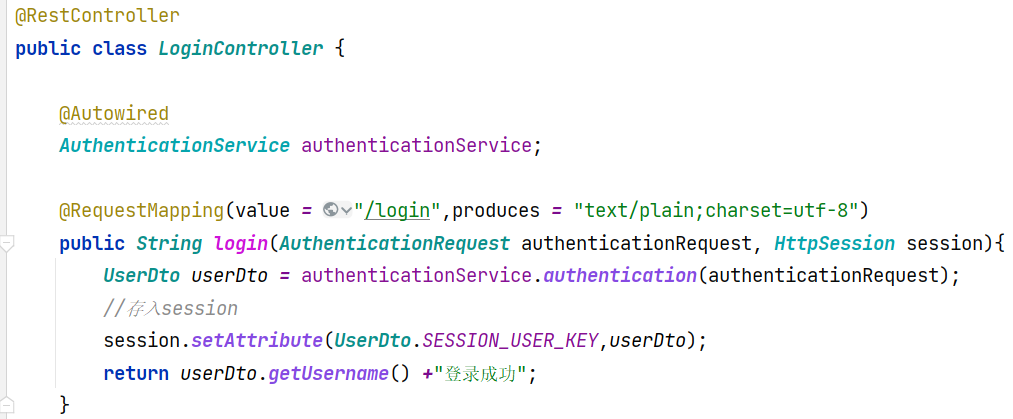 @RestController
public class LoginController {
@Autowired
AuthenticationService authenticationService;
@RequestMapping(value = "/login",produces = "text/plain;charset=utf-8")
public String login(AuthenticationRequest authenticationRequest, HttpSession session){
UserDto userDto = authenticationService.authentication(authenticationRequest);
//存入session
session.setAttribute(UserDto.SESSION_USER_KEY,userDto);
return userDto.getUsername() +"登录成功";
}